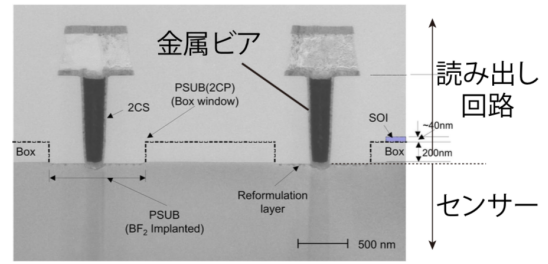 金属ビア
2CS
PSUB(2CP)
(Box window)
SOI
~40nm
読み出し
回路
Box
Box
200nm
Reformulation
layer
センサー
PSUB
(BF₂ Implanted)
500 nm